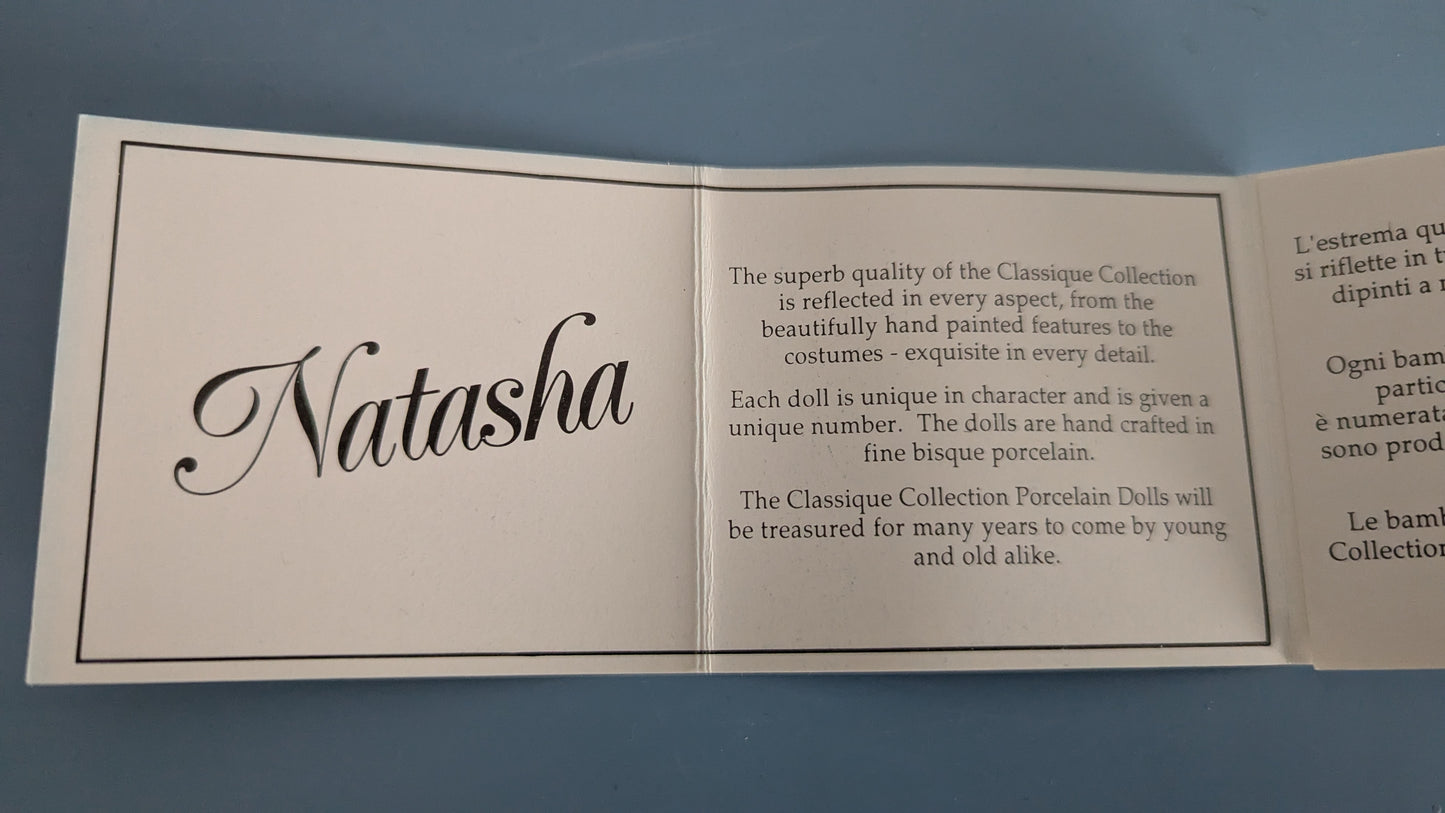 Natasha
The superb quality of the Classique Collection
is reflected in every aspect, from the
beautifully hand painted features to the
costumes - exquisite in every detail.
Each doll is unique in character and is given a
unique number. The dolls are hand crafted in
fine bisque porcelain.
The Classique Collection Porcelain Dolls will
be treasured for many years to come by young
and old alike.
L'estrema
si riflette in
dipinti a
Ogni
è
sono
Le